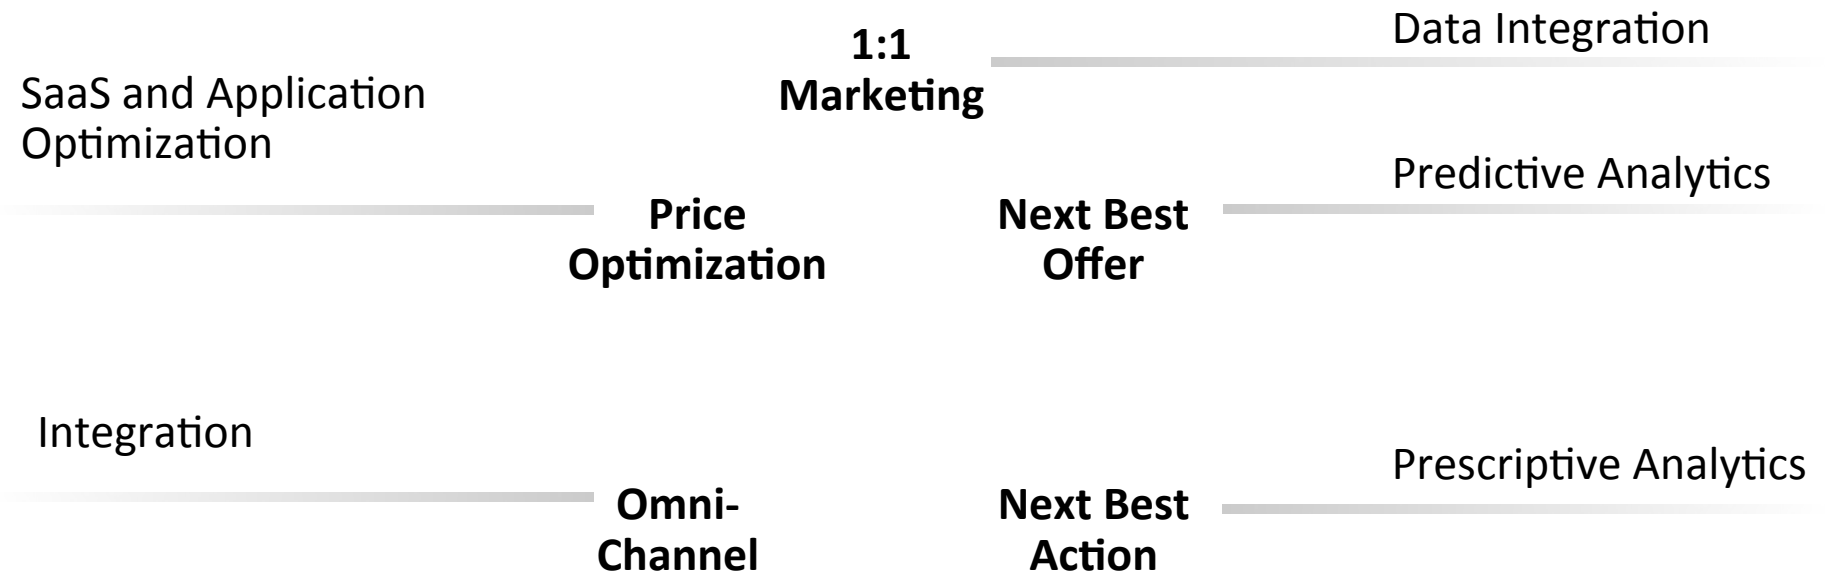 Data Integration
1:1
Marketing
SaaS and Application
Optimization
Predictive Analytics
Price
Optimization
Next Best
Offer
Integration
Prescriptive Analytics
Omni-
Channel
Next Best
Action